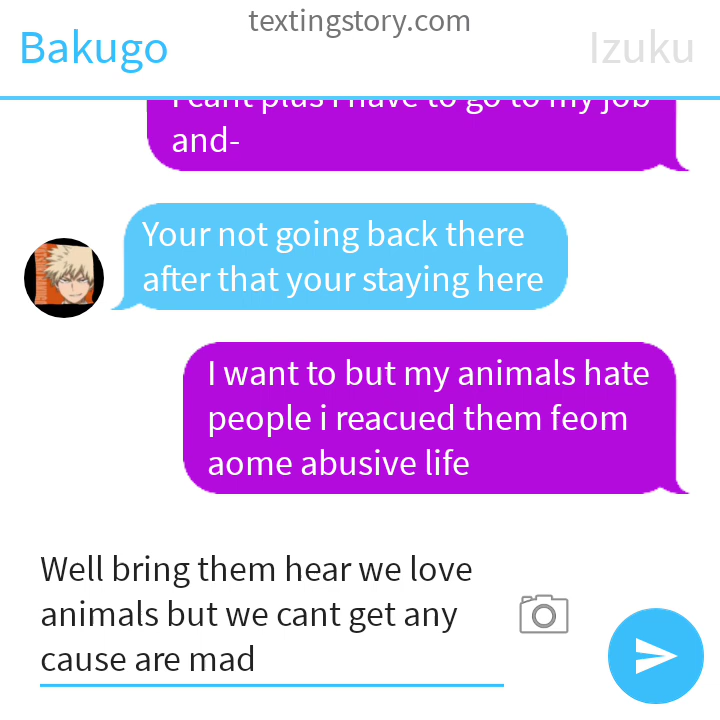 textingstory.com
Bakugo
Izuku
I cant plus i have to go to my job
and-
Your not going back there
after that your staying here
I want to but my animals hate
people i reacued them feom
aome abusive life
Well bring them hear we love
animals but we cant get any
cause are mad